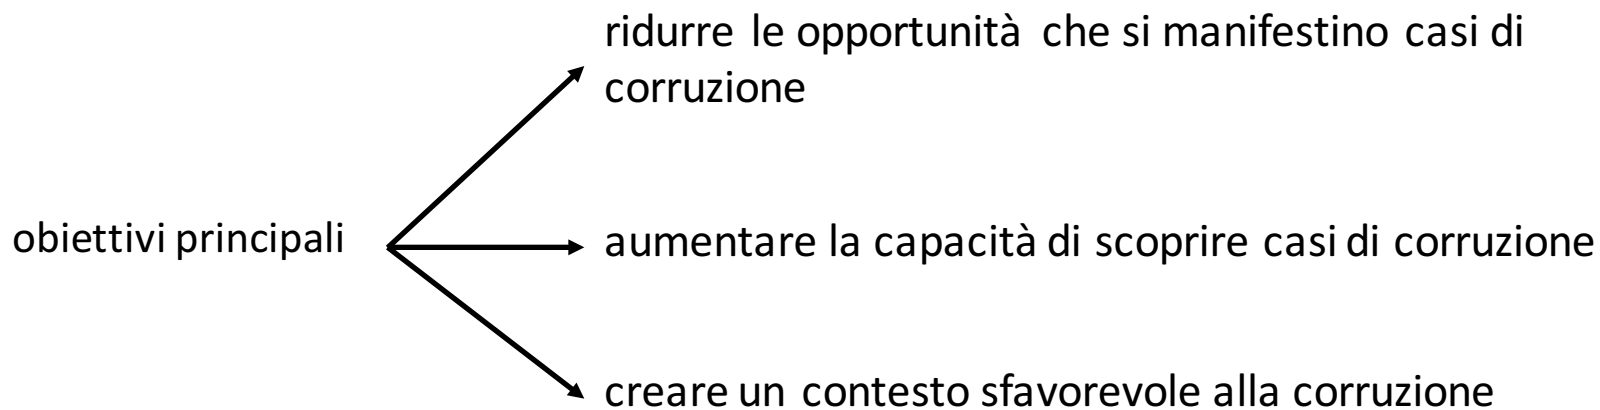 ridurre le opportunità che si manifestino casi di
corruzione
obiettivi principali
aumentare la capacità di scoprire casi di corruzione
creare un contesto sfavorevole alla corruzione